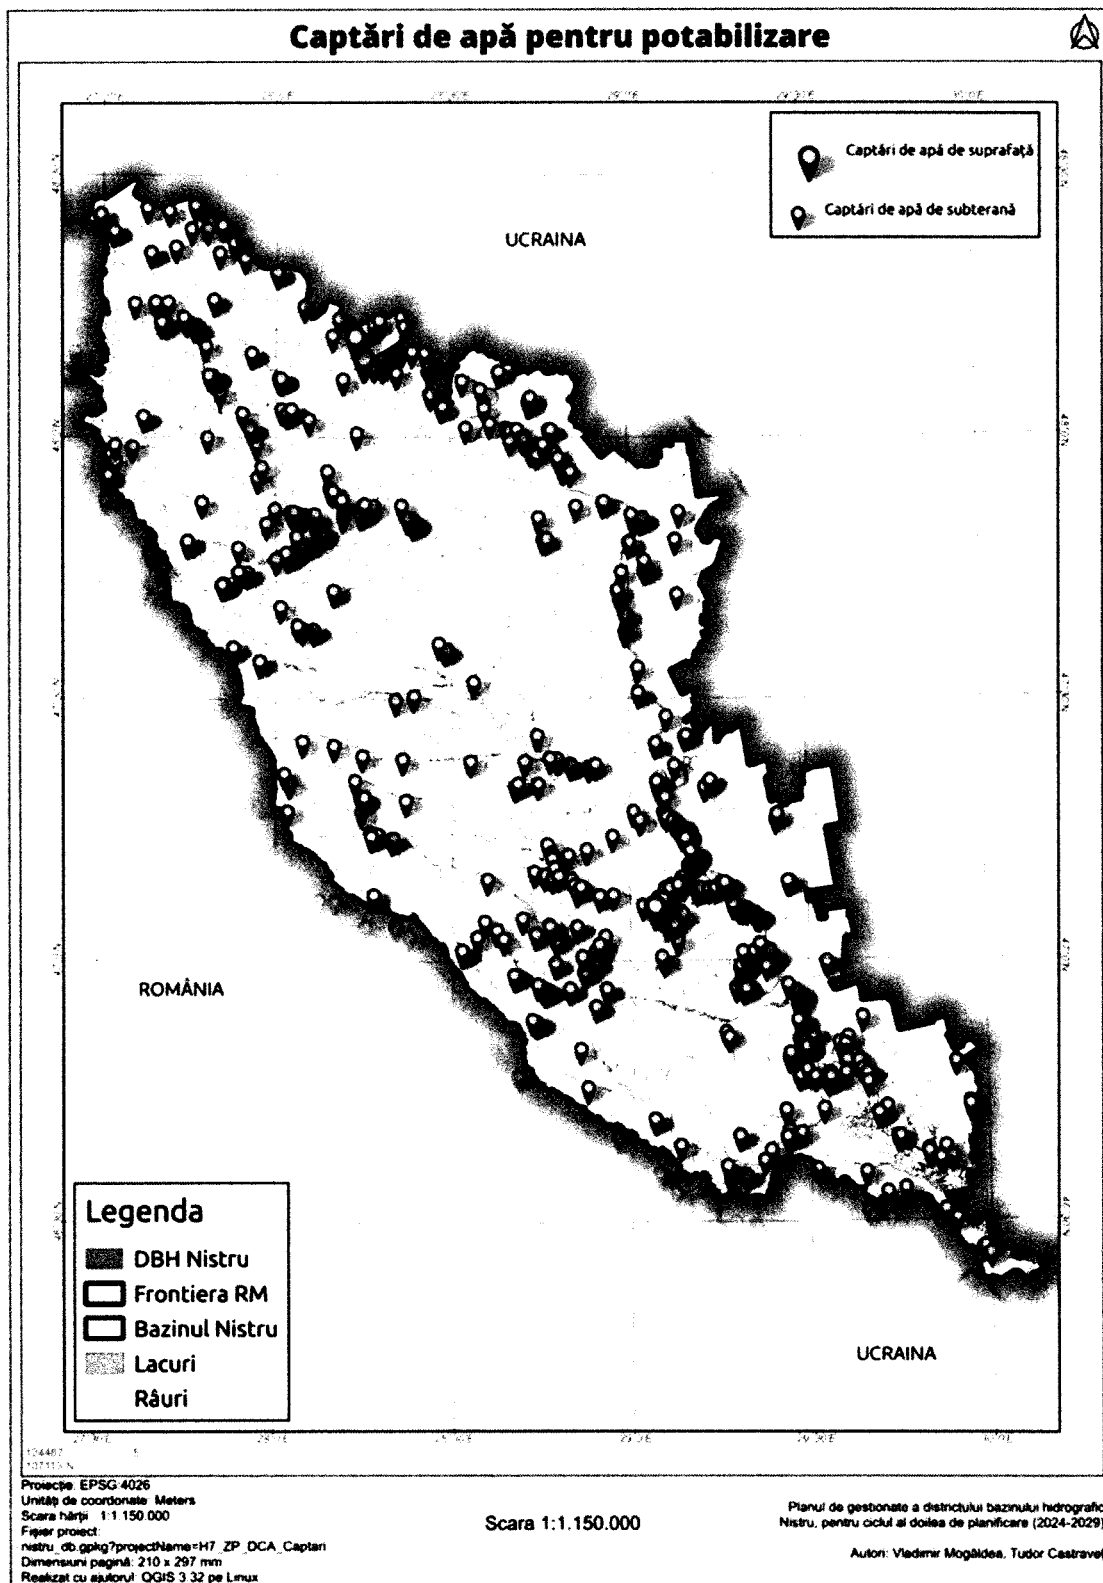 Captări de apă pentru potabilizare
Captări de apă de suprafață
Captări de apă de subterană
UCRAINA
ROMÂNIA
UCRAINA
Legenda
DBH Nistru
Frontiera RM
Bazinul Nistru
Lacuri
Râuri
Proiecție: EPSG:4026
Unități de coordonate: Meters
Scara hărții: 1:1.150.000
Fișier proiect:
nistru_db.gpkg?projectName=H7_ZP_DCA_Captari
Dimensiuni pagină: 210 x 297 mm
Realizat cu ajutorul: QGIS 3.32 pe Linux
Scara 1:1.150.000
Planul de gestionate a districtului bazinului hidrografic
Nistru, pentru ciclul al doilea de planificare (2024-2029)
Autori: Vladimir Mogâldea, Tudor Castraveț